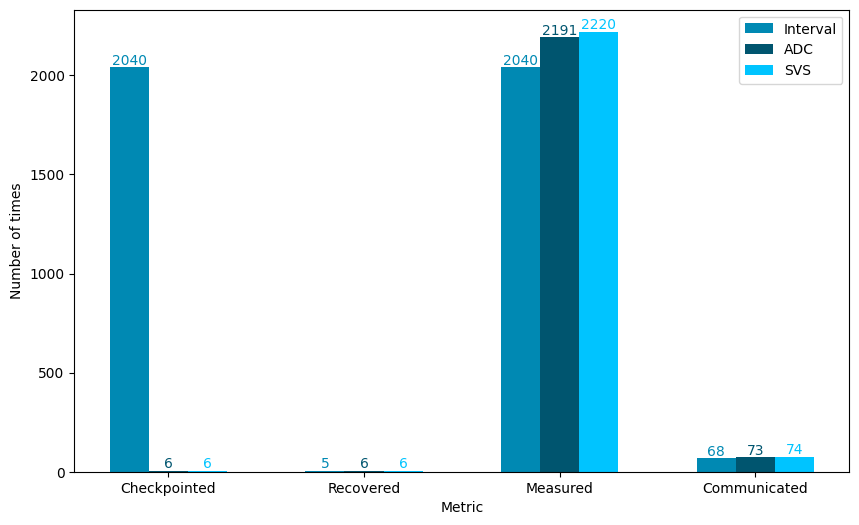 Interval
ADC
SVS
Number of times
2000
1500
1000
500
0
2040
6
6
5
6
6
2040
2191
2220
68
73
74
Checkpointed
Recovered
Measured
Communicated
Metric